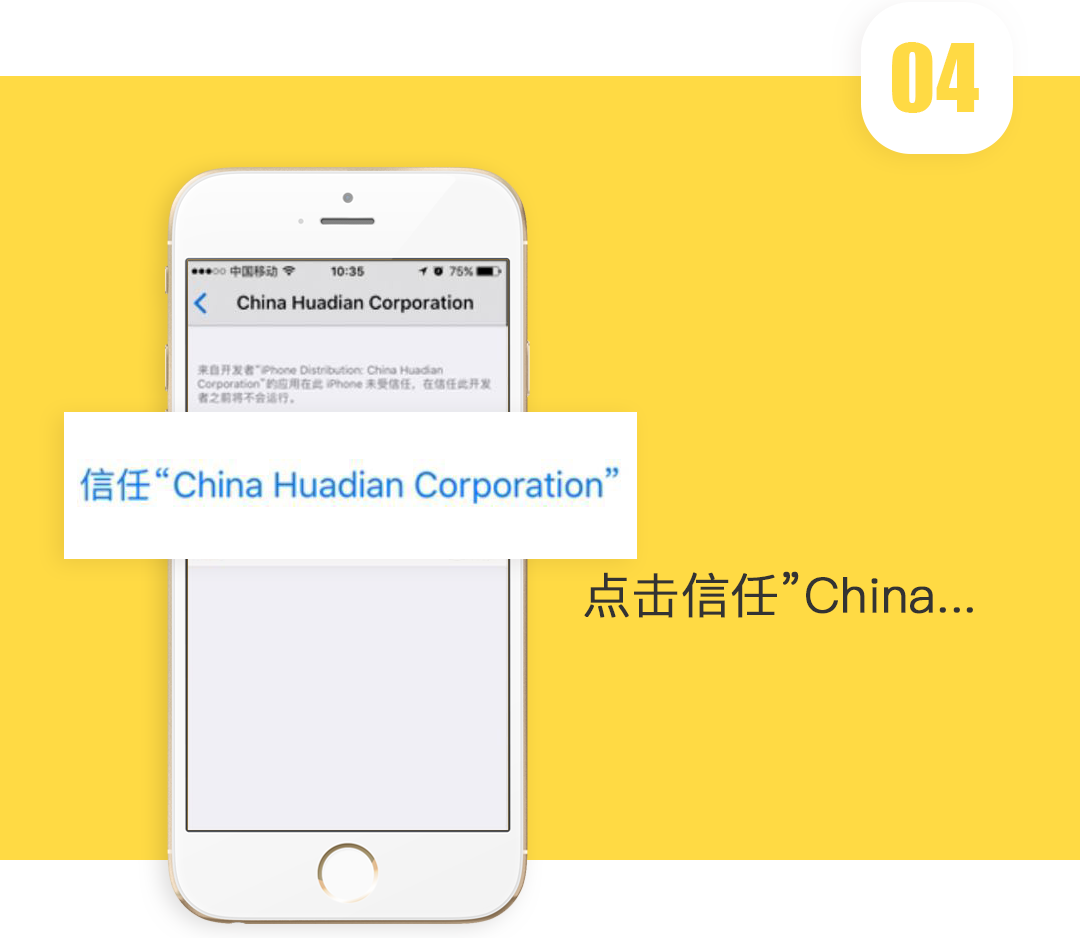 04
中国移动 10:35 75%
China Huadian Corporation
来自开发者“iPhone Distribution: China Huadian
Corporation”的应用在此 iPhone 未受信任。在信任此开发
者之前将不会运行。
信任“China Huadian Corporation”
点击信任”China...